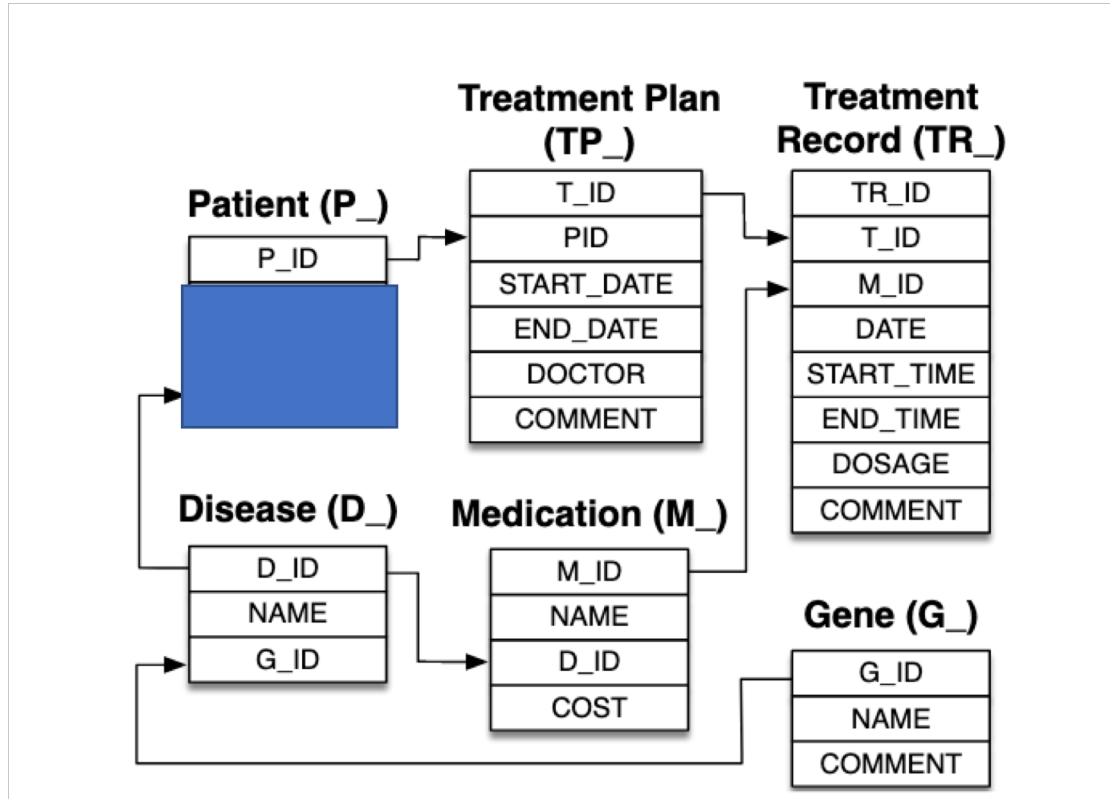 Patient (P_)
P_ID
Treatment Plan
(TP_)
T_ID
PID
START_DATE
END_DATE
DOCTOR
COMMENT
Treatment
Record (TR_)
TR_ID
T_ID
M_ID
DATE
START_TIME
END_TIME
DOSAGE
COMMENT
Disease (D_)
D_ID
NAME
G_ID
Medication (M_)
M_ID
NAME
D_ID
COST
Gene (G_)
G_ID
NAME
COMMENT